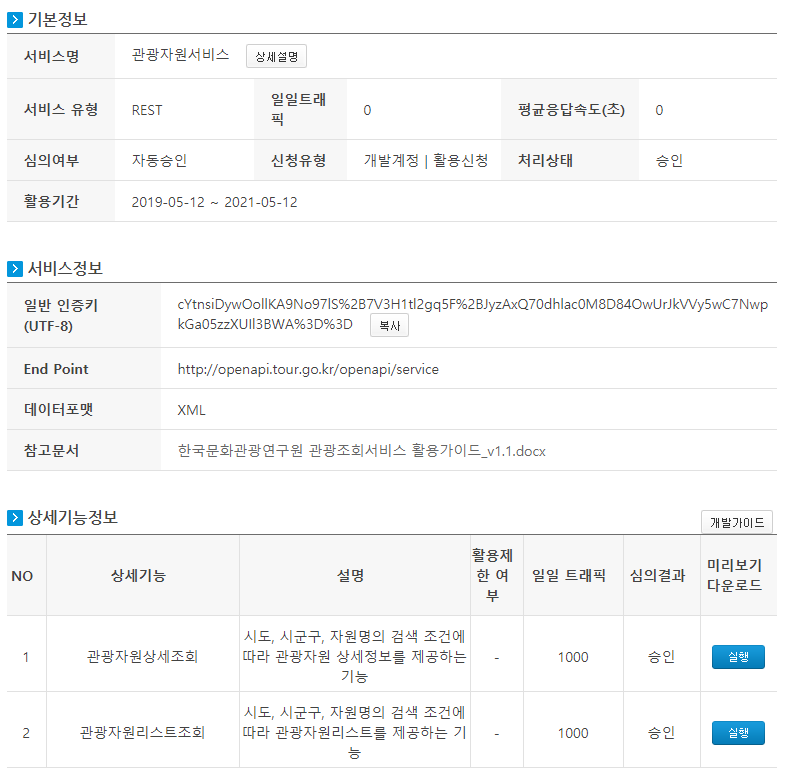 기본정보
서비스명 관광자원서비스 상세설명
서비스 유형 REST 일일트래픽 0 평균응답속도(초) 0
심의여부 자동승인 신청유형 개발계정 | 활용신청 처리상태 승인
활용기간 2019-05-12 ~ 2021-05-12
서비스정보
일반 인증키
(UTF-8)
cYtnsiDywOollKA9No97lS%2B7V3H1tl2gq5F%2BJyzAxQ70dhlac0M8D84OwUrJkVVy5wC7Nwp
kGa05zzXUIl3BWA%3D%3D 복사
End Point http://openapi.tour.go.kr/openapi/service
데이터포맷 XML
참고문서 한국문화관광연구원 관광조회서비스 활용가이드_v1.1.docx
상세기능정보 개발가이드
NO 상세기능 설명 활용제한 여부 일일 트래픽 심의결과 미리보기 다운로드
1 관광자원상세조회
시도, 시군구, 자원명의 검색 조건에
따라 관광자원 상세정보를 제공하는
기능
- 1000 승인 실행
2 관광자원리스트조회
시도, 시군구, 자원명의 검색 조건에
따라 관광자원리스트를 제공하는 기
능
- 1000 승인 실행